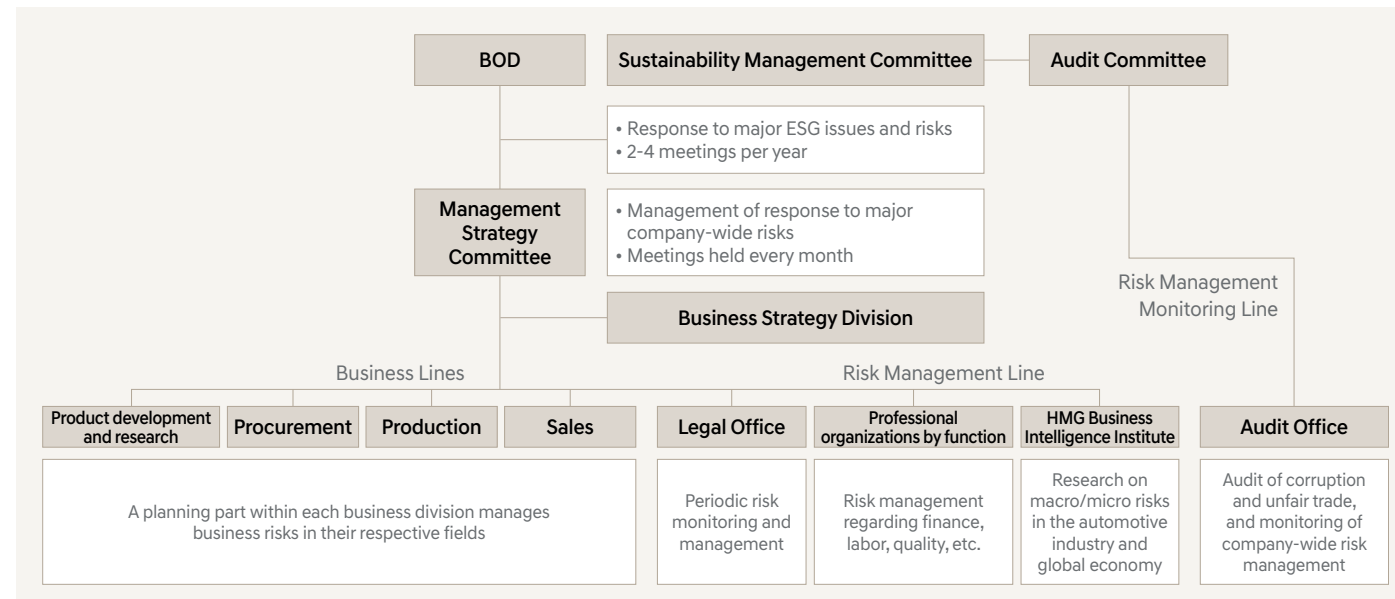 BOD
Sustainability Management Committee
Audit Committee
• Response to major ESG issues and risks
• 2-4 meetings per year
Management
Strategy
Committee
• Management of response to major
company-wide risks
• Meetings held every month
Risk Management
Monitoring Line
Business Strategy Division
Business Lines
Risk Management Line
Product development
and research
Procurement
Production
Sales
Legal Office
Professional
organizations by function
HMG Business
Intelligence Institute
Audit Office
A planning part within each business division manages
business risks in their respective fields
Periodic risk
monitoring and
management
Risk management
regarding finance,
labor, quality, etc.
Research on
macro/micro risks
in the automotive
industry and
global economy
Audit of corruption
and unfair trade,
and monitoring of
company-wide risk
management